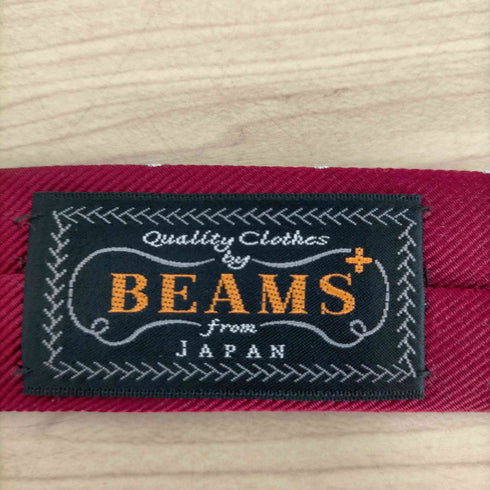 Quality Clothes
by
BEAMS+
from
JAPAN